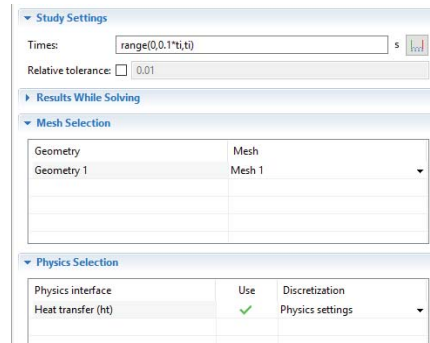 Study Settings
Times: range(0,0.1*ti,ti) s
Relative tolerance: 0.01
Results While Solving
Mesh Selection
Geometry Mesh
Geometry 1 Mesh 1
Physics Selection
Physics interface Use Discretization
Heat transfer (ht) Physics settings